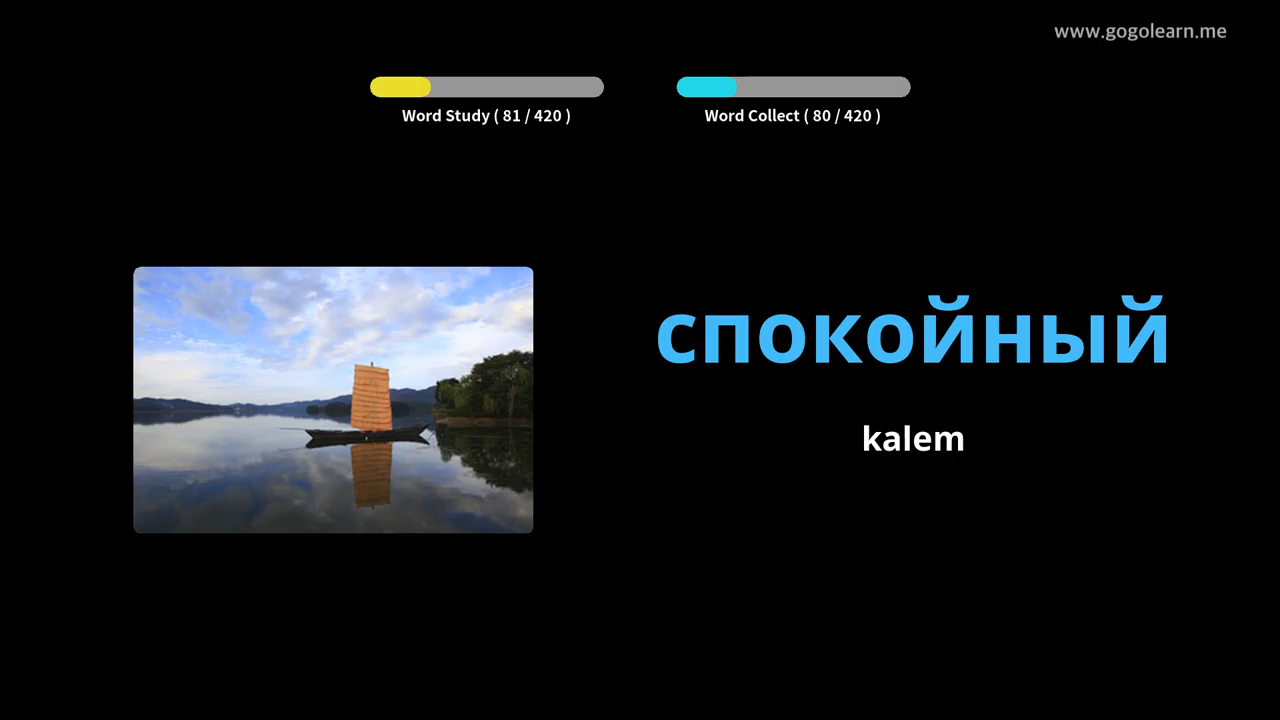 www.gogolearn.me
Word Study ( 81 / 420 )
Word Collect ( 80 / 420 )
спокойный
kalem